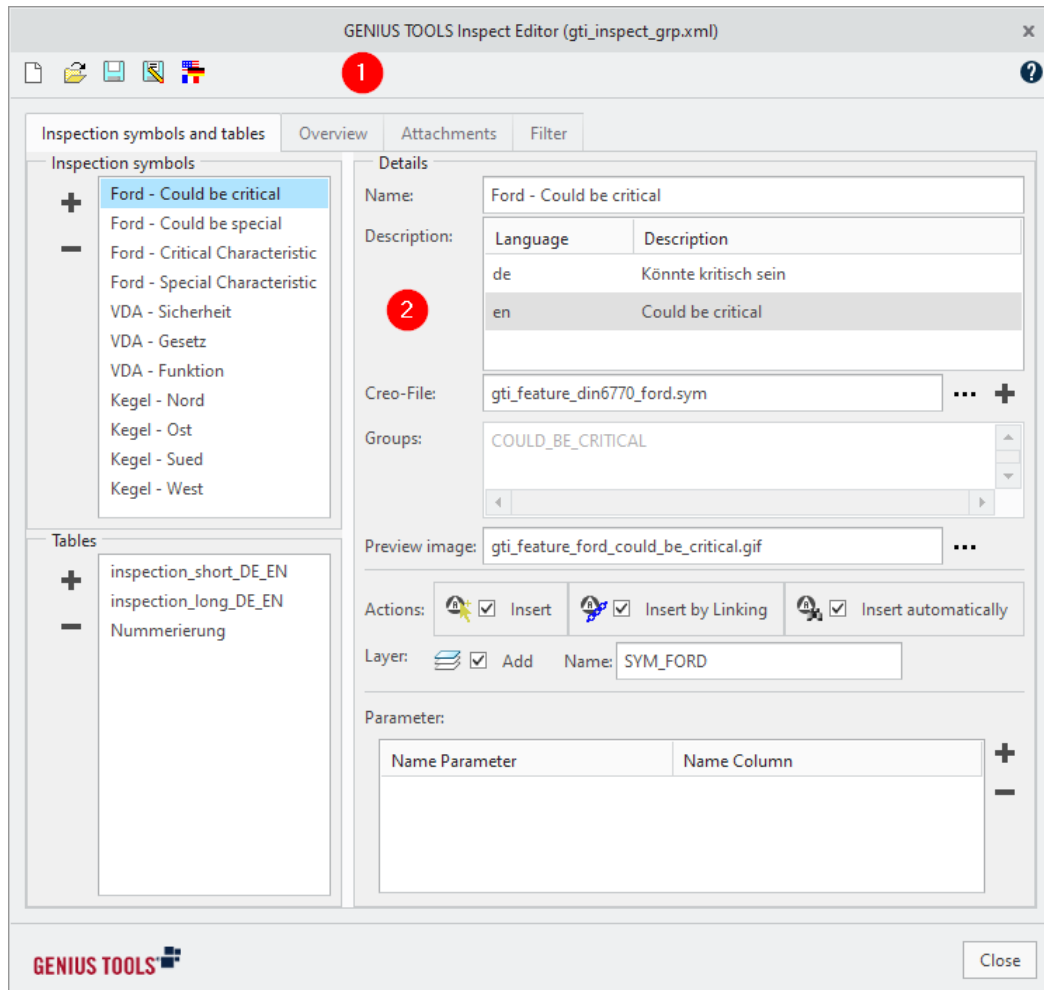 GENIUS TOOLS Inspect Editor (gti_inspect_grp.xml)
1
Inspection symbols and tables
Overview
Attachments
Filter
Inspection symbols
Ford - Could be critical
Ford - Could be special
Ford - Critical Characteristic
Ford - Special Characteristic
VDA - Sicherheit
VDA - Gesetz
VDA - Funktion
Kegel - Nord
Kegel - Ost
Kegel - Sued
Kegel - West
Tables
inspection_short_DE_EN
inspection_long_DE_EN
Nummerierung
Details
Name: Ford - Could be critical
Description:
Language Description
de Könnte kritisch sein
2
en Could be critical
Creo-File: gti_feature_din6770_ford.sym
Groups: COULD_BE_CRITICAL
Preview image: gti_feature_ford_could_be_critical.gif
Actions: Insert Insert by Linking Insert automatically
Layer: Add Name: SYM_FORD
Parameter:
Name Parameter Name Column
GENIUS TOOLS
Close